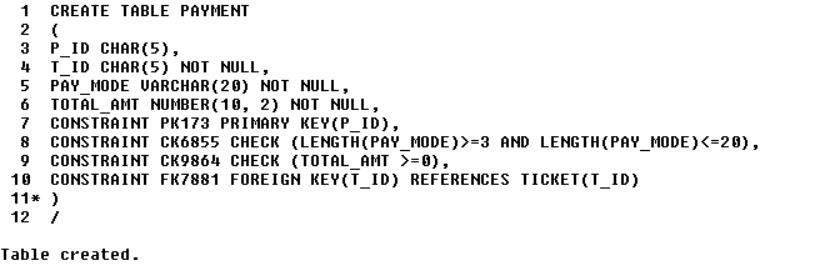 1 CREATE TABLE PAYMENT
2 (
3 P_ID CHAR(5),
4 T_ID CHAR(5) NOT NULL,
5 PAY_MODE VARCHAR(20) NOT NULL,
6 TOTAL_AMT NUMBER(10, 2) NOT NULL,
7 CONSTRAINT PK173 PRIMARY KEY(P_ID),
8 CONSTRAINT CK6855 CHECK (LENGTH(PAY_MODE)>=3 AND LENGTH(PAY_MODE)<=20),
9 CONSTRAINT CK9864 CHECK (TOTAL_AMT >=0),
10 CONSTRAINT FK7881 FOREIGN KEY(T_ID) REFERENCES TICKET(T_ID)
11* )
12 /
Table created.